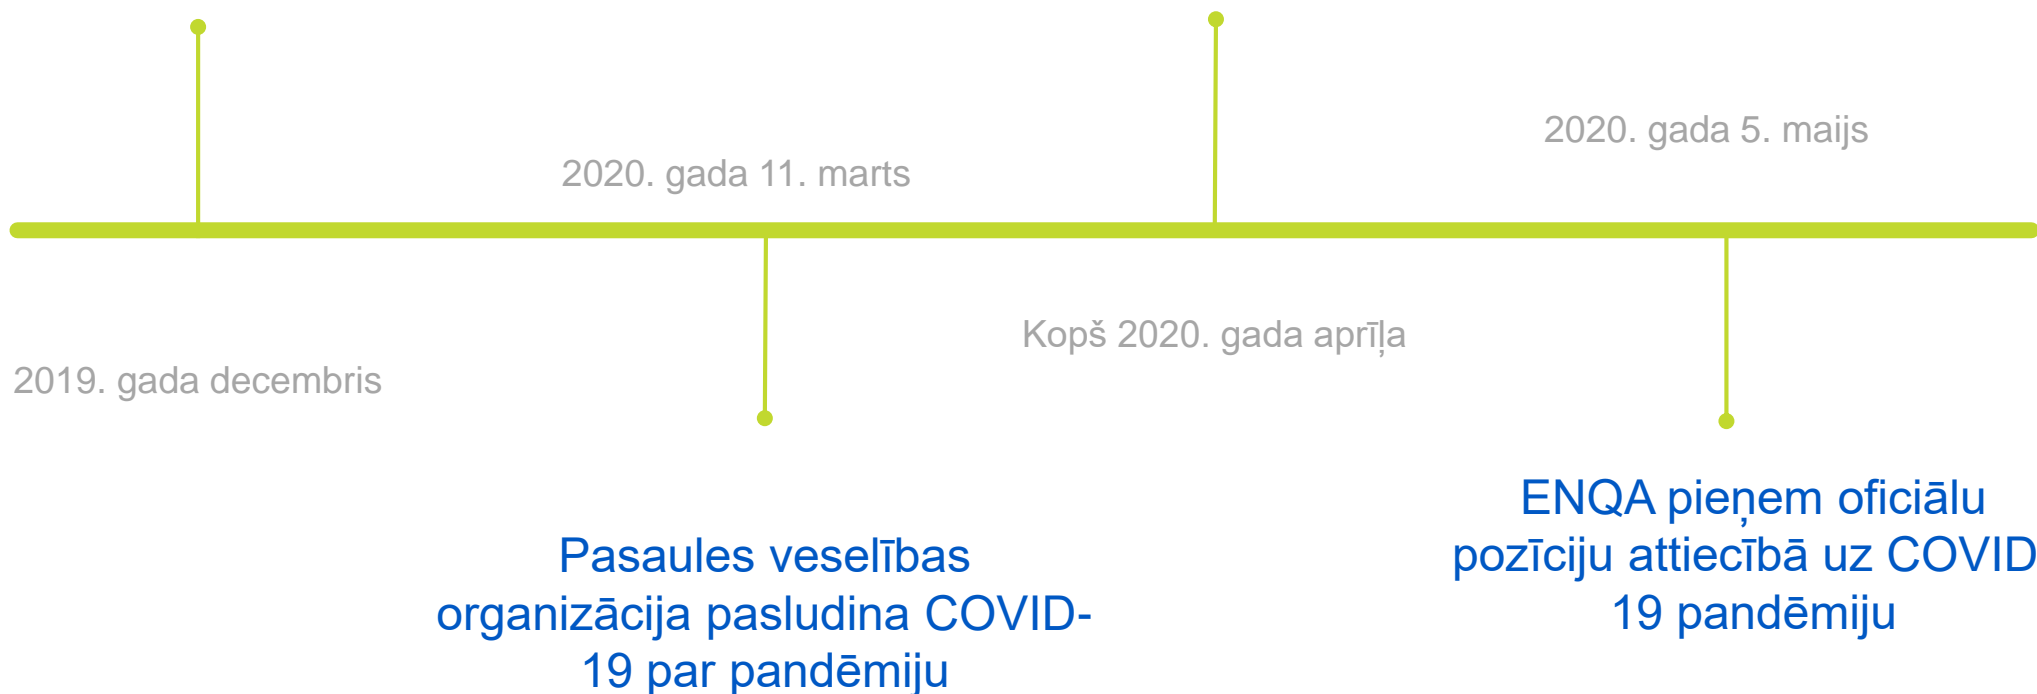 2020. gada 5. maijs
2020. gada 11. marts
Kopš 2020. gada aprīļa
2019. gada decembris
ENQA pieņem oficiālu
pozīciju attiecībā uz COVID
19 pandēmiju
Pasaules veselības
organizācija pasludina COVID-
19 par pandēmiju